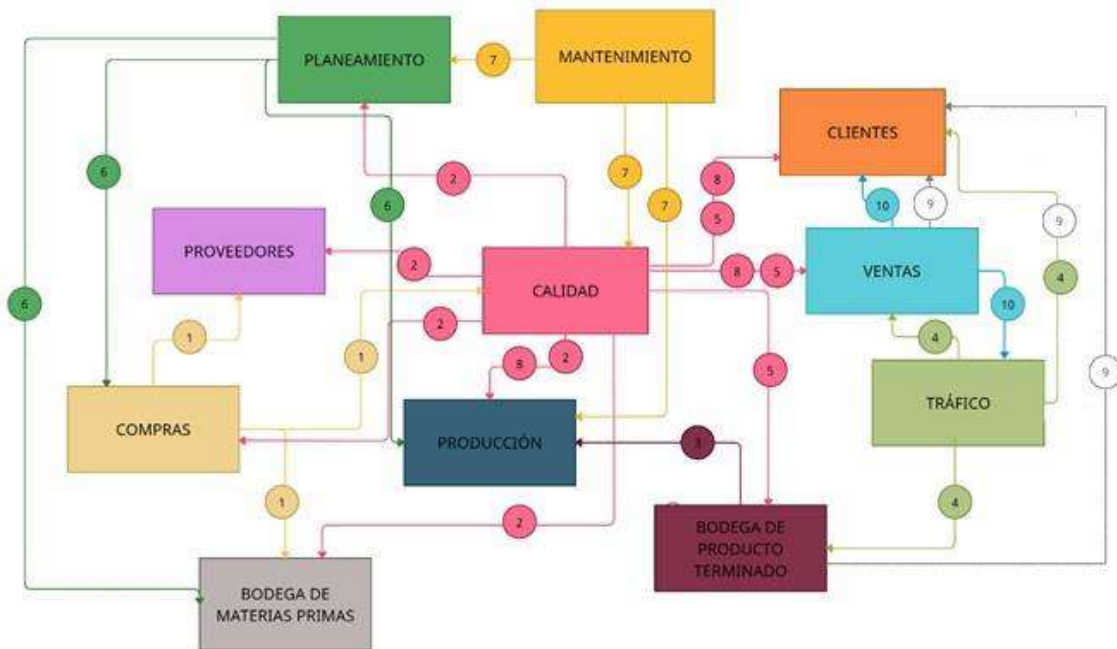 PLANEAMIENTO
7
MANTENIMIENTO
CLIENTES
6
2
7
8
10
9
6
7
5
9
PROVEEDORES
2
CALIDAD
8
5
VENTAS
4
6
1
2
1
8
2
10
4
5
9
COMPRAS
PRODUCCIÓN
3
TRÁFICO
1
2
4
BODEGA DE
MATERIAS PRIMAS
BODEGA DE
PRODUCTO
TERMINADO